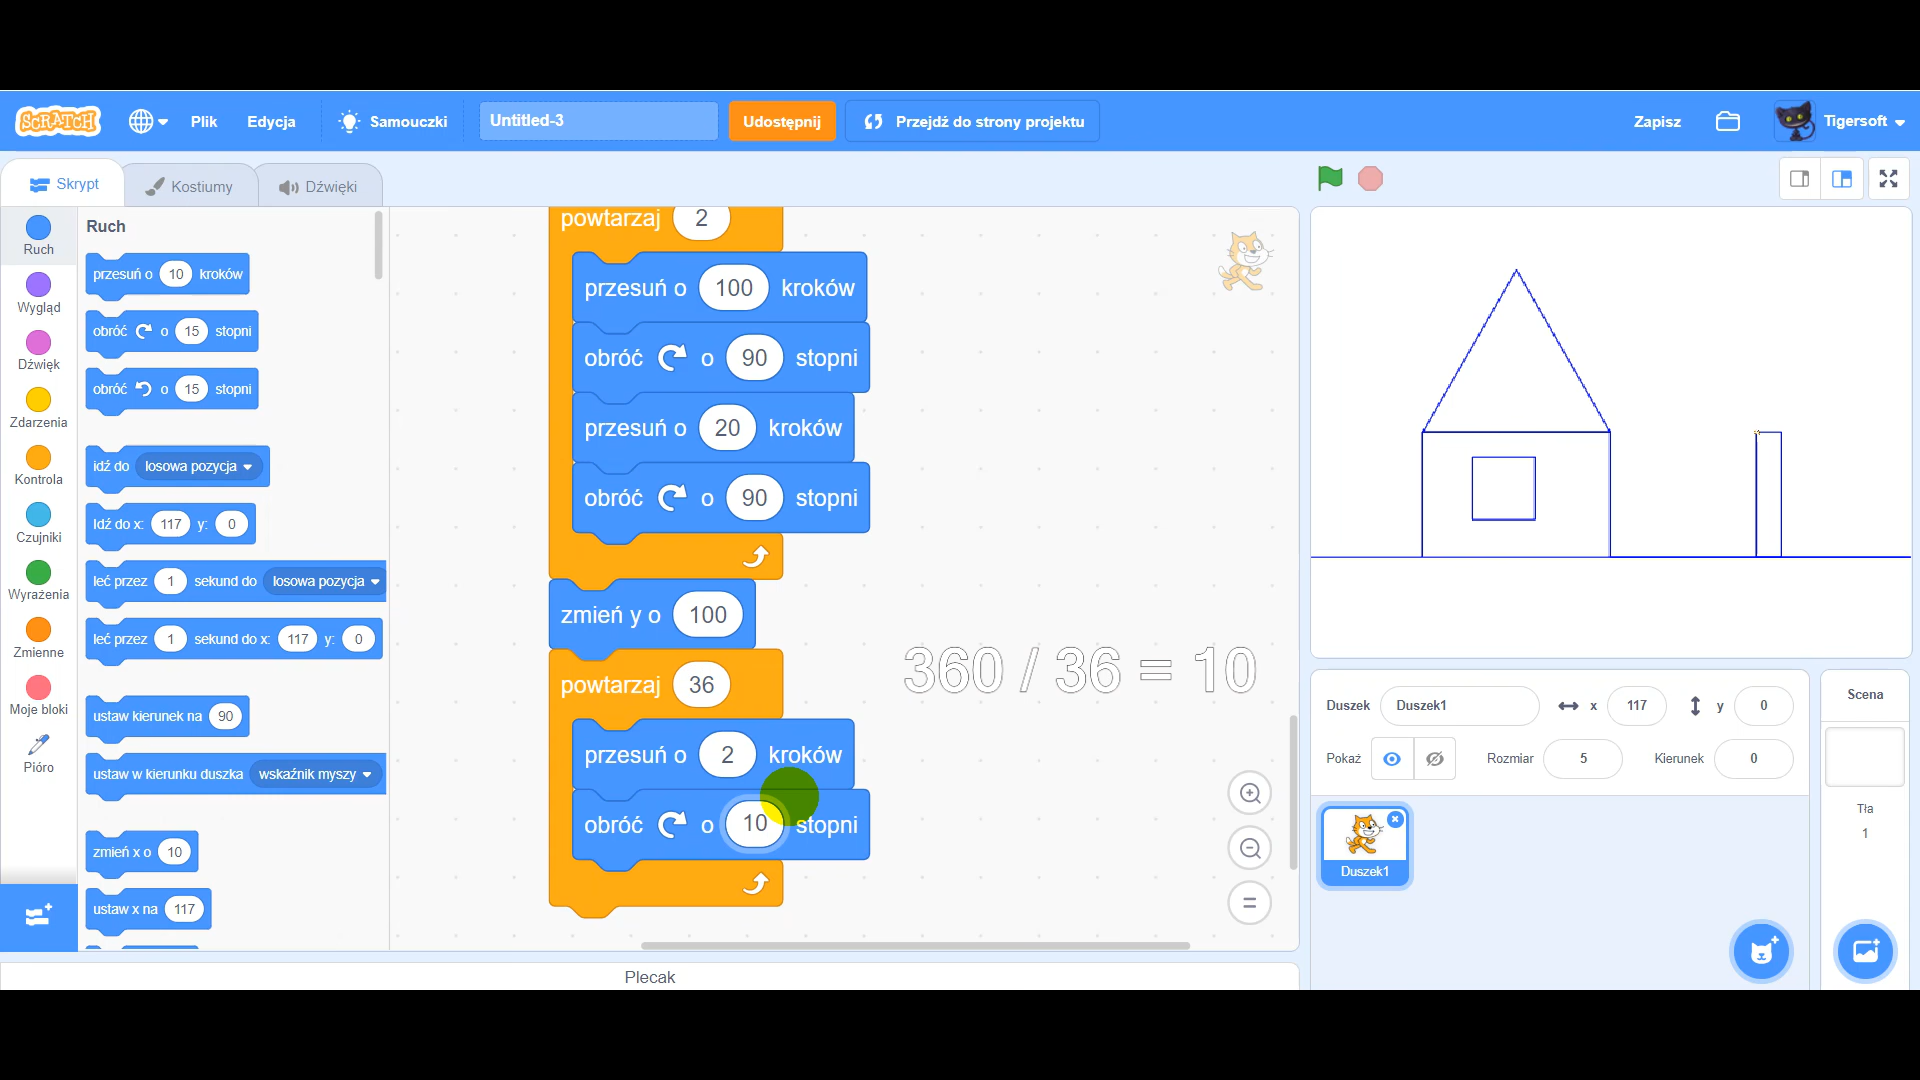 SCRATCH
Plik
Edycja
Samouczki
Untitled-3
Udostępnij
Przejdź do strony projektu
Zapisz
Tigersoft
Skrypt
Kostiumy
Dźwięki
Ruch
Wygląd
Dźwięk
Zdarzenia
Kontrola
Czujniki
Wyrażenia
Zmienne
Moje bloki
Pióro
Ruch
przesuń o 10 kroków
obróć o 15 stopni
obróć o 15 stopni
idź do losowa pozycja
Idź do x: 117 y: 0
leć przez 1 sekund do losowa pozycja
leć przez 1 sekund do x: 117 y: 0
ustaw kierunek na 90
ustaw w kierunku duszka wskaźnik myszy
zmień x o 10
ustaw x na 117
powtarzaj 2
przesuń o 100 kroków
obróć o 90 stopni
przesuń o 20 kroków
obróć o 90 stopni
zmień y o 100
powtarzaj 36
przesuń o 2 kroków
obróć o 10 stopni
360 / 36 = 10
Plecak
Duszek Duszek1 x 117 y 0
Pokaż Rozmiar 5 Kierunek 0
Duszek1
Scena
Tła
1